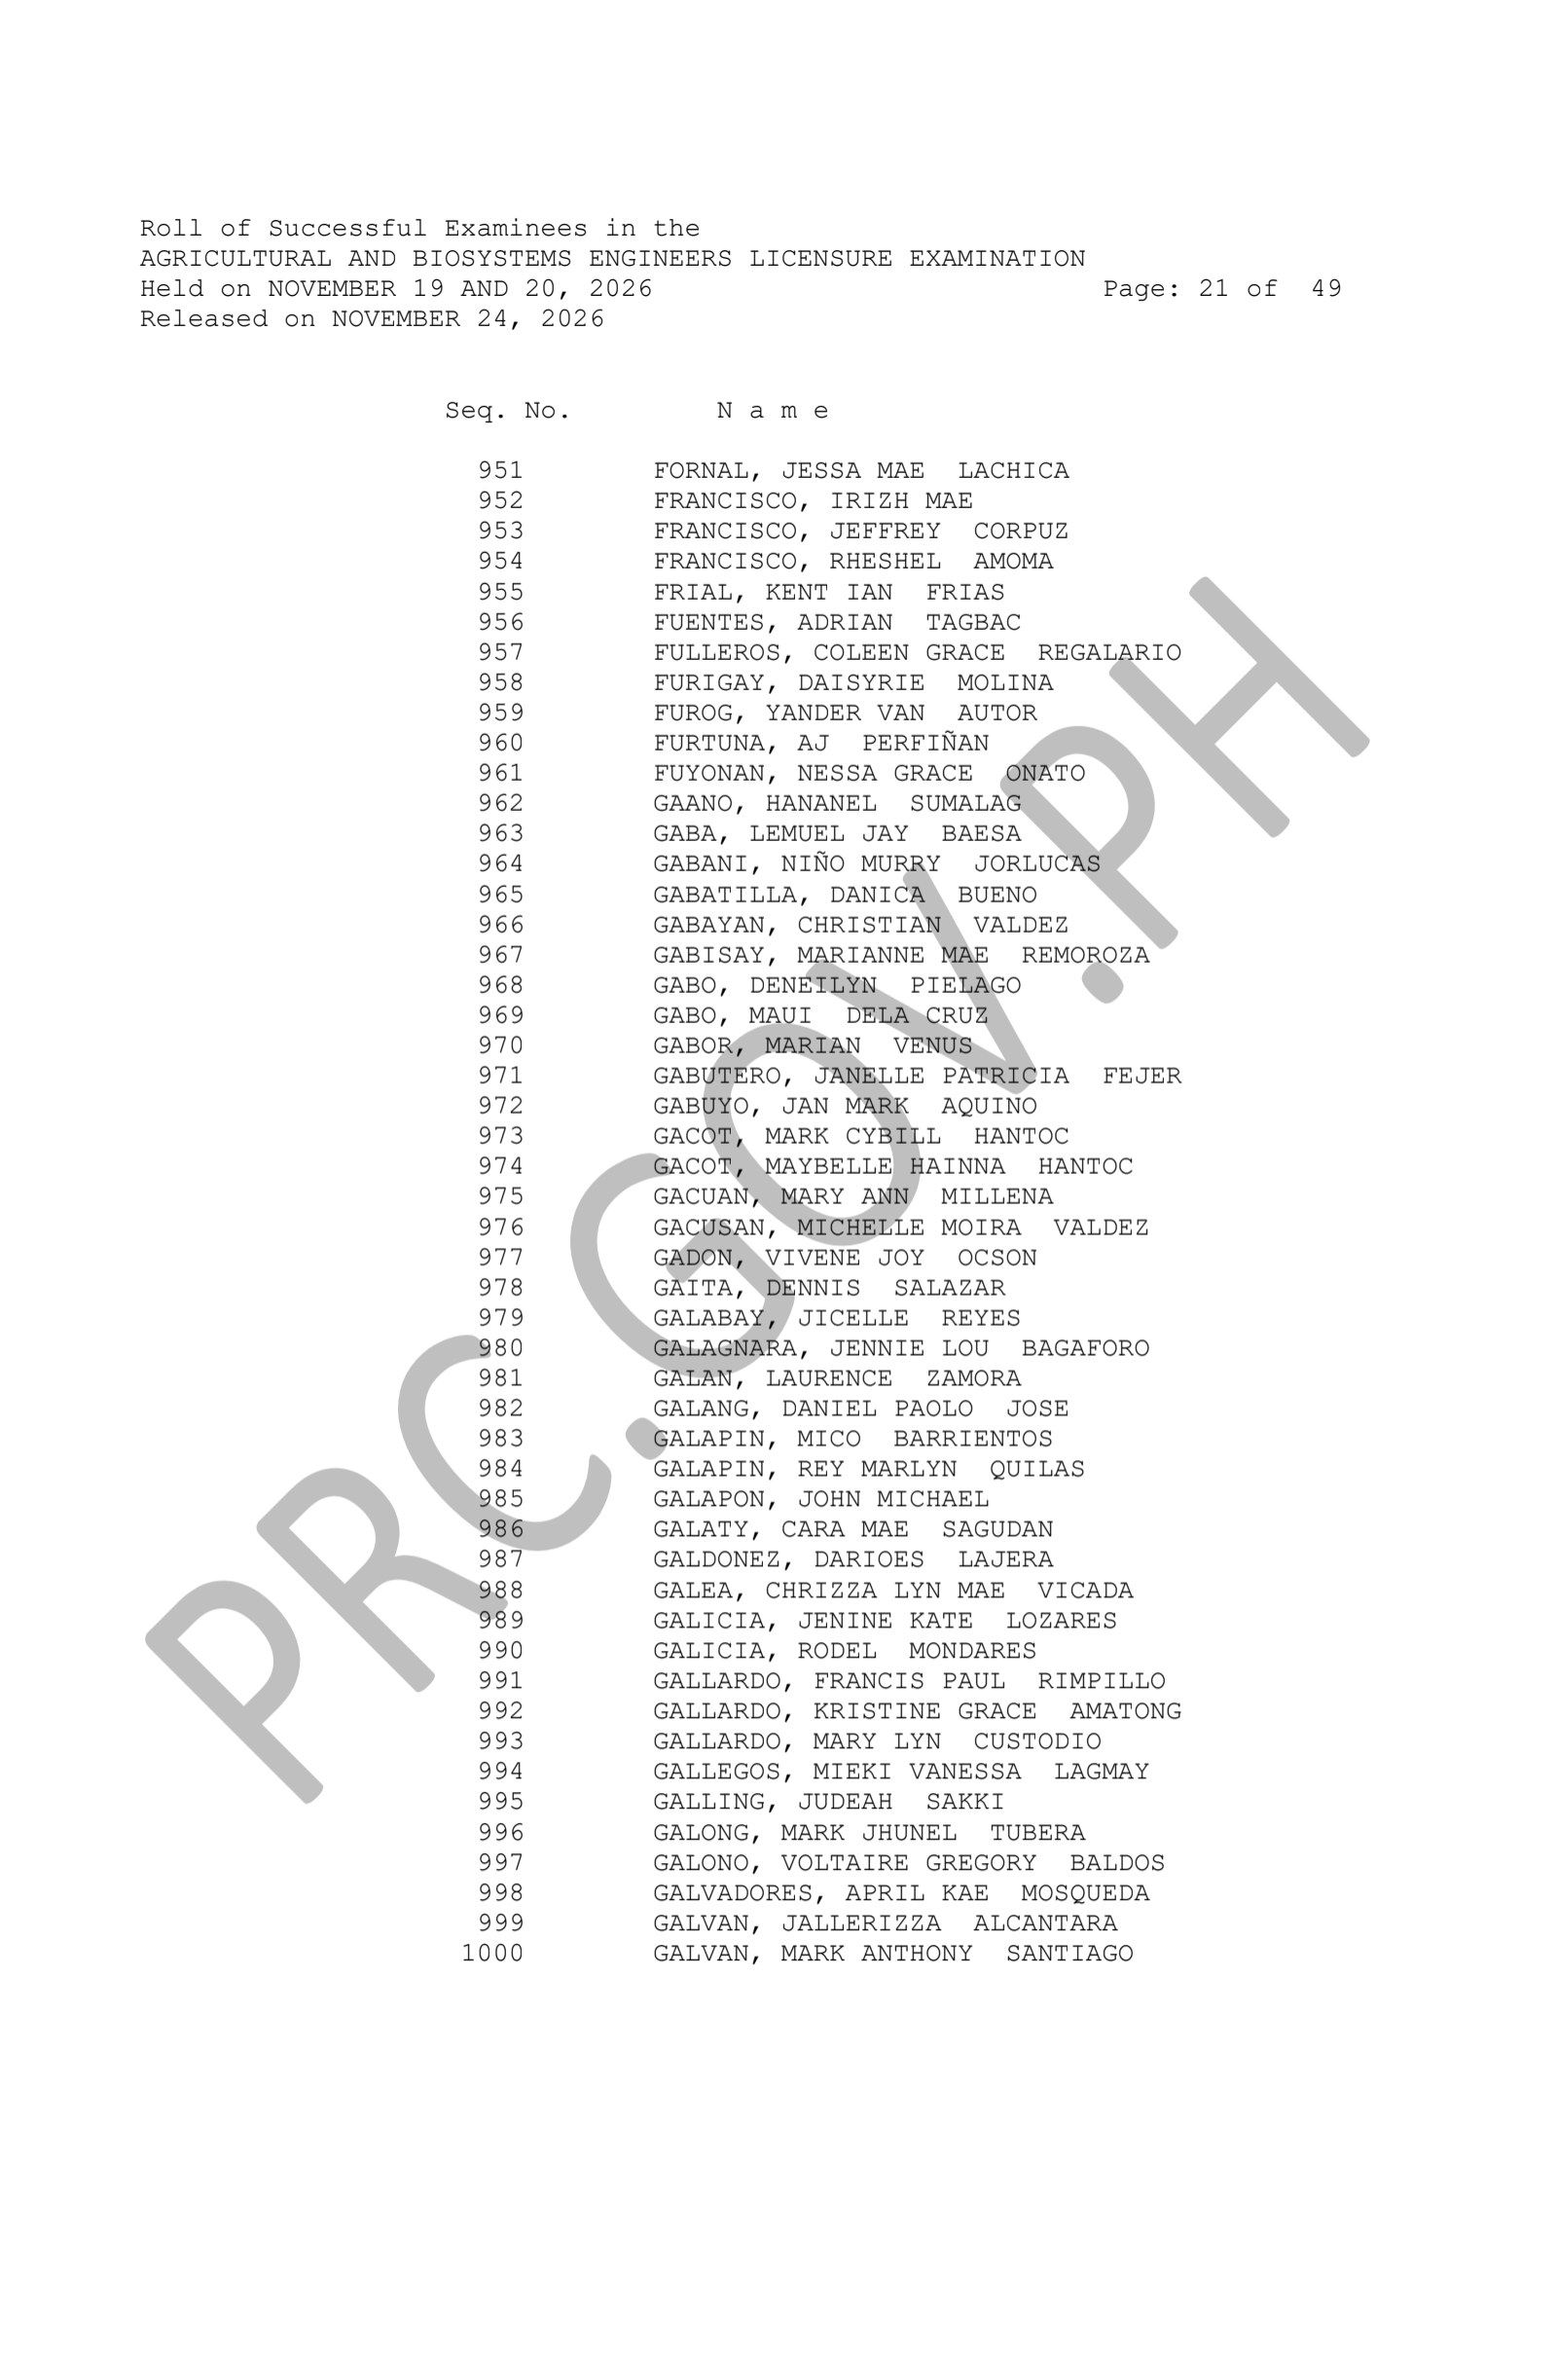 Roll of Successful Examinees in the
AGRICULTURAL AND BIOSYSTEMS ENGINEERS LICENSURE EXAMINATION
Held on NOVEMBER 19 AND 20, 2026 Page: 21 of 49
Released on NOVEMBER 24, 2026
Seq. No. N a m e
951 FORNAL, JESSA MAE LACHICA
952 FRANCISCO, IRIZH MAE
953 FRANCISCO, JEFFREY CORPUZ
954 FRANCISCO, RHESHEL AMOMA
955 FRIAL, KENT IAN FRIAS
956 FUENTES, ADRIAN TAGBAC
957 FULLEROS, COLEEN GRACE REGALARIO
958 FURIGAY, DAISYRIE MOLINA
959 FUROG, YANDER VAN AUTOR
960 FURTUNA, AJ PERFIÑAN
961 FUYONAN, NESSA GRACE ONATO
962 GAANO, HANANEL SUMALAG
963 GABA, LEMUEL JAY BAESA
964 GABANI, NIÑO MURRY JORLUCAS
965 GABATILLA, DANICA BUENO
966 GABAYAN, CHRISTIAN VALDEZ
967 GABISAY, MARIANNE MAE REMOROZA
968 GABO, DENEILYN PIELAGO
969 GABO, MAUI DELA CRUZ
970 GABOR, MARIAN VENUS
971 GABUTERO, JANELLE PATRICIA FEJER
972 GABUYO, JAN MARK AQUINO
973 GACOT, MARK CYBILL HANTOC
974 GACOT, MAYBELLE HAINNA HANTOC
975 GACUAN, MARY ANN MILLENA
976 GACUSAN, MICHELLE MOIRA VALDEZ
977 GADON, VIVENE JOY OCSON
978 GAITA, DENNIS SALAZAR
979 GALABAY, JICELLE REYES
980 GALAGNARA, JENNIE LOU BAGAFORO
981 GALAN, LAURENCE ZAMORA
982 GALANG, DANIEL PAOLO JOSE
983 GALAPIN, MICO BARRIENTOS
984 GALAPIN, REY MARLYN QUILAS
985 GALAPON, JOHN MICHAEL
986 GALATY, CARA MAE SAGUDAN
987 GALDONEZ, DARIOES LAJERA
988 GALEA, CHRIZZA LYN MAE VICADA
989 GALICIA, JENINE KATE LOZARES
990 GALICIA, RODEL MONDARES
991 GALLARDO, FRANCIS PAUL RIMPILLO
992 GALLARDO, KRISTINE GRACE AMATONG
993 GALLARDO, MARY LYN CUSTODIO
994 GALLEGOS, MIEKI VANESSA LAGMAY
995 GALLING, JUDEAH SAKKI
996 GALONG, MARK JHUNEL TUBERA
997 GALONO, VOLTAIRE GREGORY BALDOS
998 GALVADORES, APRIL KAE MOSQUEDA
999 GALVAN, JALLERIZZA ALCANTARA
1000 GALVAN, MARK ANTHONY SANTIAGO
PRC.GOV.PH